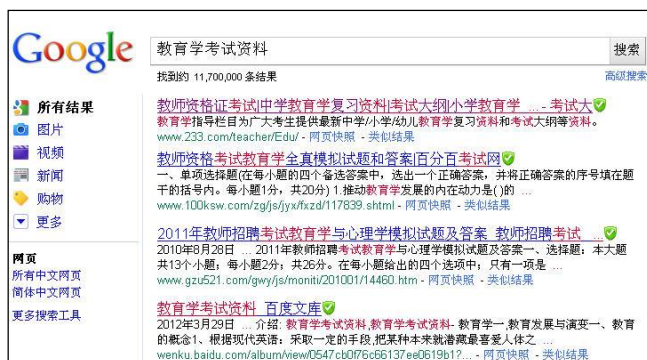 Google
教育学考试资料
搜索
找到约 11,700,000 条结果
高级搜索
所有结果
图片
视频
新闻
购物
更多
网页
所有中文网页
简体中文网页
更多搜索工具
教师资格证考试|中学教育学复习资料|考试大纲|小学教育学 ... - 考试大
教育学指导栏目为广大考生提供最新中学/小学/幼儿教育学复习资料和考试大纲等资料。
www.233.com/teacher/Edu/ - 网页快照 - 类似结果
教师资格考试教育学全真模拟试题和答案|百分百考试网
一、单项选择题(在每小题的四个备选答案中，选出一个正确答案，并将正确答案的序号填在题
干的括号内。每小题1分，共20分) 1.推动教育学发展的内在动力是( )的 ...
www.100ksw.com/zg/js/jyx/fxzd/117839.shtml - 网页快照 - 类似结果
2011年教师招聘考试教育学与心理学模拟试题及答案 教师招聘考试 ...
2010年8月28日 ... 2011年教师招聘考试教育学与心理学模拟试题及答案一、选择题：本大题
共13个小题；每小题2分；共26分。在每小题给出的四个选项中；只有一项是 ...
www.gzu521.com/gwy/js/moniti/201001/14460.htm - 网页快照 - 类似结果
教育学考试资料 百度文库
2012年3月29日 ... 介绍: 教育学考试资料,教育学考试资料- 教育学一,教育发展与演变一、教育
的概念1、根据现代英语：采取一定的手段,把某种本来就潜藏最喜爱人体之 ...
wenku.baidu.com/album/view/0547cb0f76c66137ee0619b1?... - 网页快照 - 类似结果